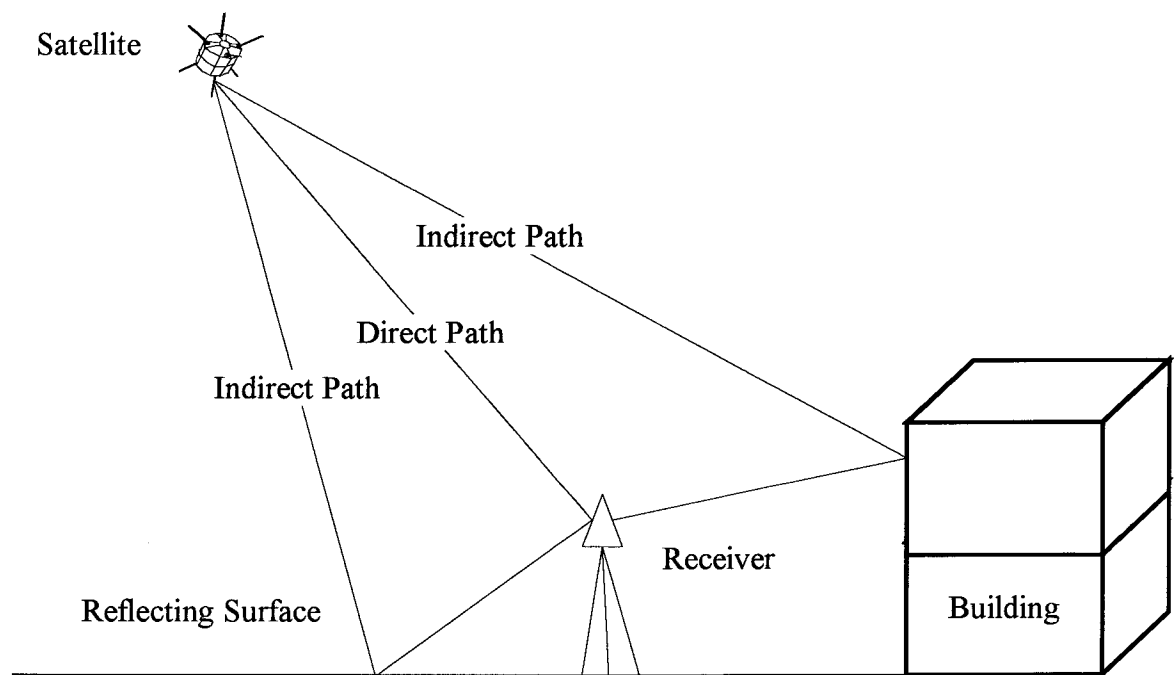 Satellite
Indirect Path
Direct Path
Indirect Path
Receiver
Reflecting Surface
Building